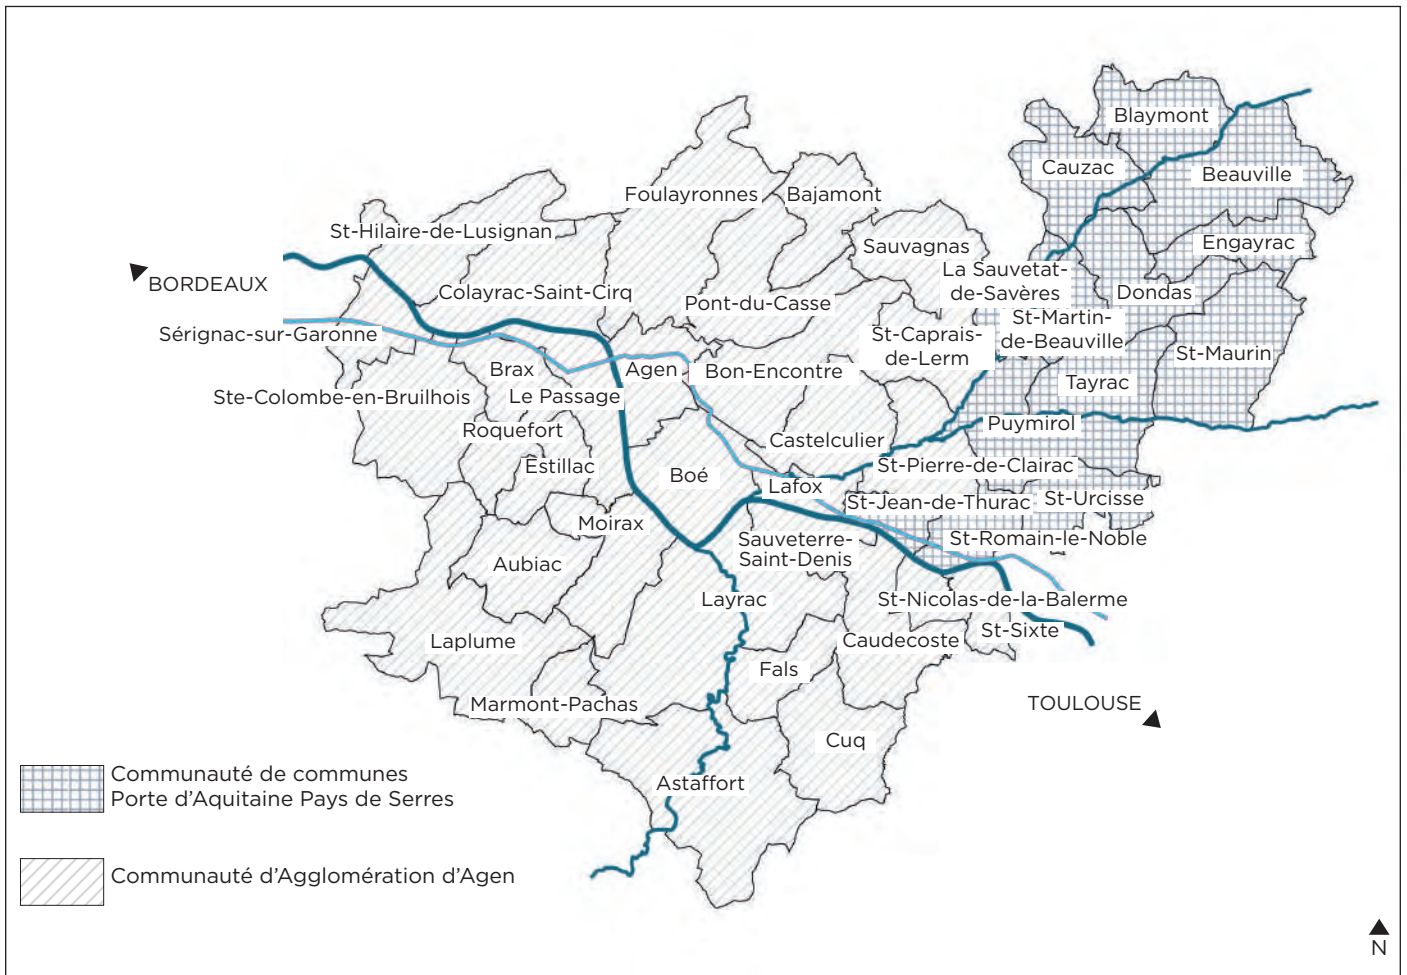 Blaymont
Cauzac
Beauville
Foulayronnes
Bajamont
St-Hilaire-de-Lusignan
Sauvagnas
Engayrac
La Sauvetat-
de-Savères
BORDEAUX
Colayrac-Saint-Cirq
Pont-du-Casse
Dondas
St-Martin-
de-Beauville
Sérignac-sur-Garonne
St-Caprais-
de-Lerm
St-Maurin
Brax
Agen
Bon-Encontre
Tayrac
Ste-Colombe-en-Bruilhois
Le Passage
Puymirol
Roquefort
Castelculier
Estillac
St-Pierre-de-Clairac
Boé
Lafox
St-Jean-de-Thurac
St-Urcisse
Moirax
Sauveterre-
Saint-Denis
St-Romain-le-Noble
Aubiac
Layrac
St-Nicolas-de-la-Balerme
Laplume
Caudecoste
St-Sixte
Fals
Marmont-Pachas
TOULOUSE
Cuq
Astaffort
Communauté de communes
Porte d'Aquitaine Pays de Serres
Communauté d'Agglomération d'Agen
N